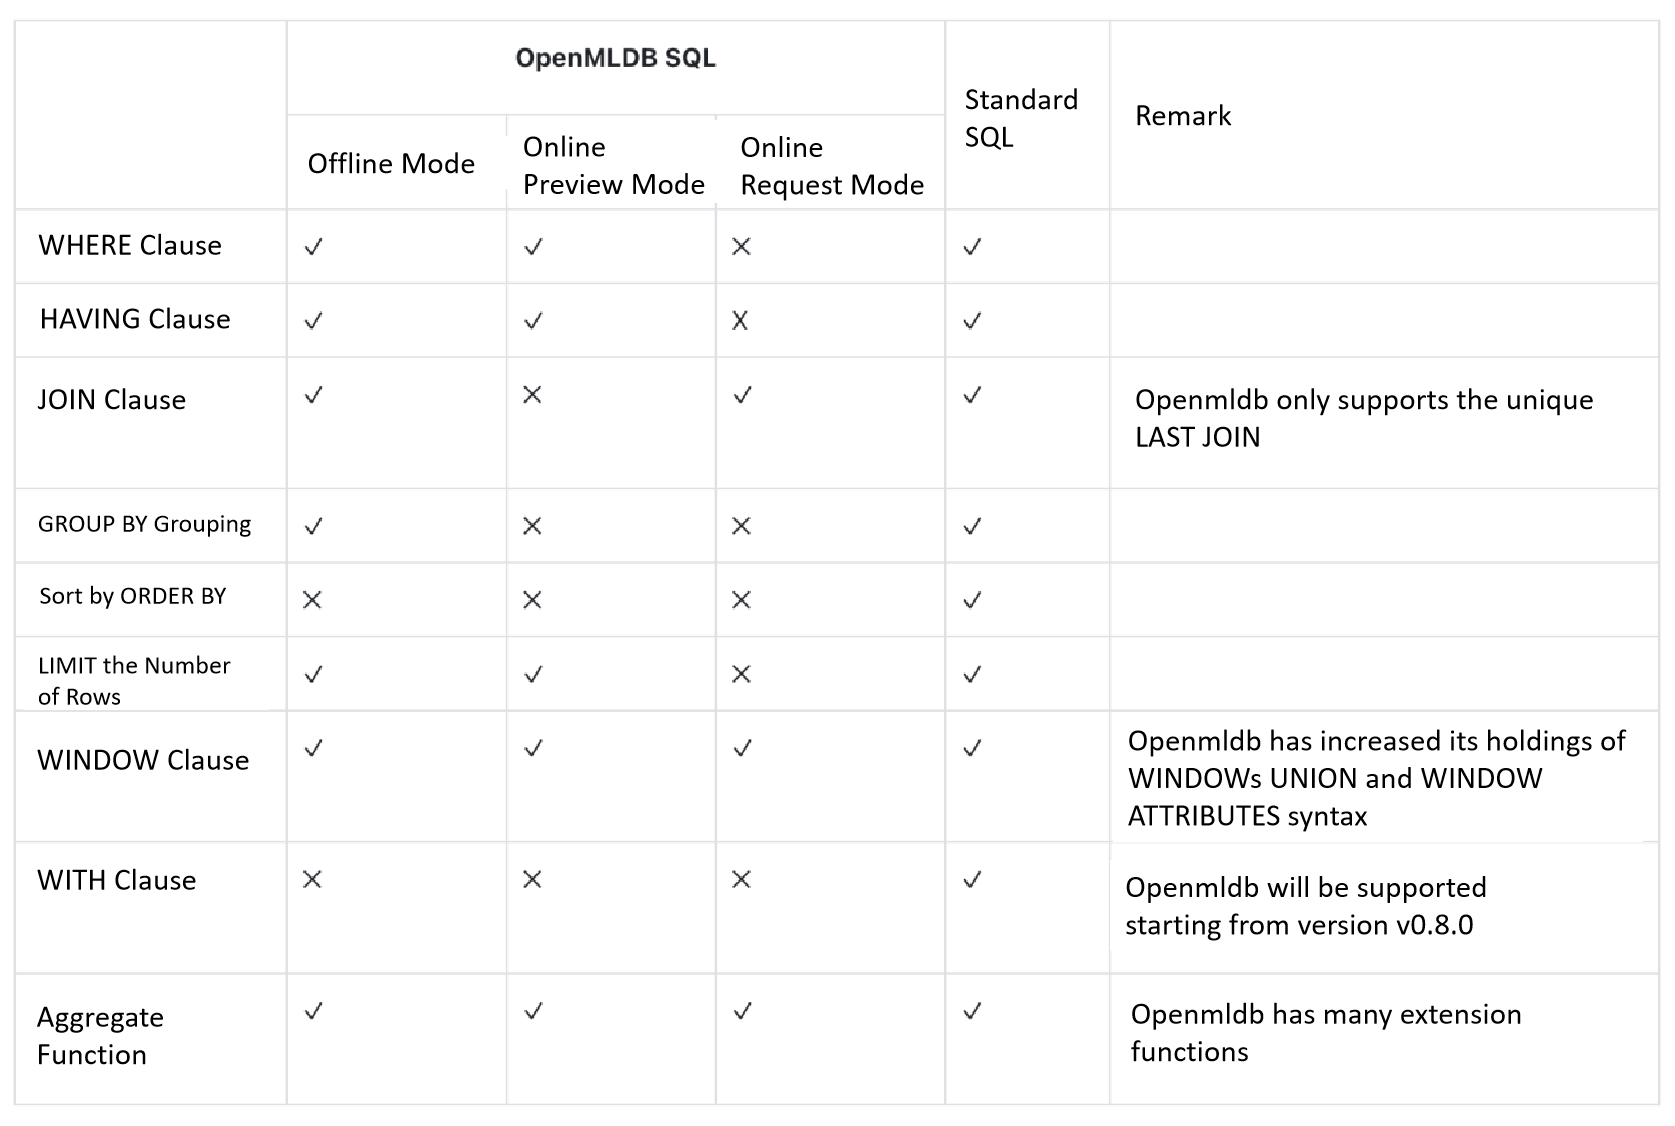 OpenMLDB SQL
Standard
SQL
Remark
Offline Mode
Online
Preview Mode
Online
Request Mode
WHERE Clause ✓ ✓ ✕ ✓
HAVING Clause ✓ ✓ X ✓
JOIN Clause ✓ ✕ ✓ ✓ Openmldb only supports the unique
LAST JOIN
GROUP BY Grouping ✓ ✕ ✕ ✓
Sort by ORDER BY ✕ ✕ ✕ ✓
LIMIT the Number
of Rows ✓ ✓ ✕ ✓
WINDOW Clause ✓ ✓ ✓ ✓
Openmldb has increased its holdings of
WINDOWs UNION and WINDOW
ATTRIBUTES syntax
WITH Clause ✕ ✕ ✕ ✓
Openmldb will be supported
starting from version v0.8.0
Aggregate
Function ✓ ✓ ✓ ✓
Openmldb has many extension
functions